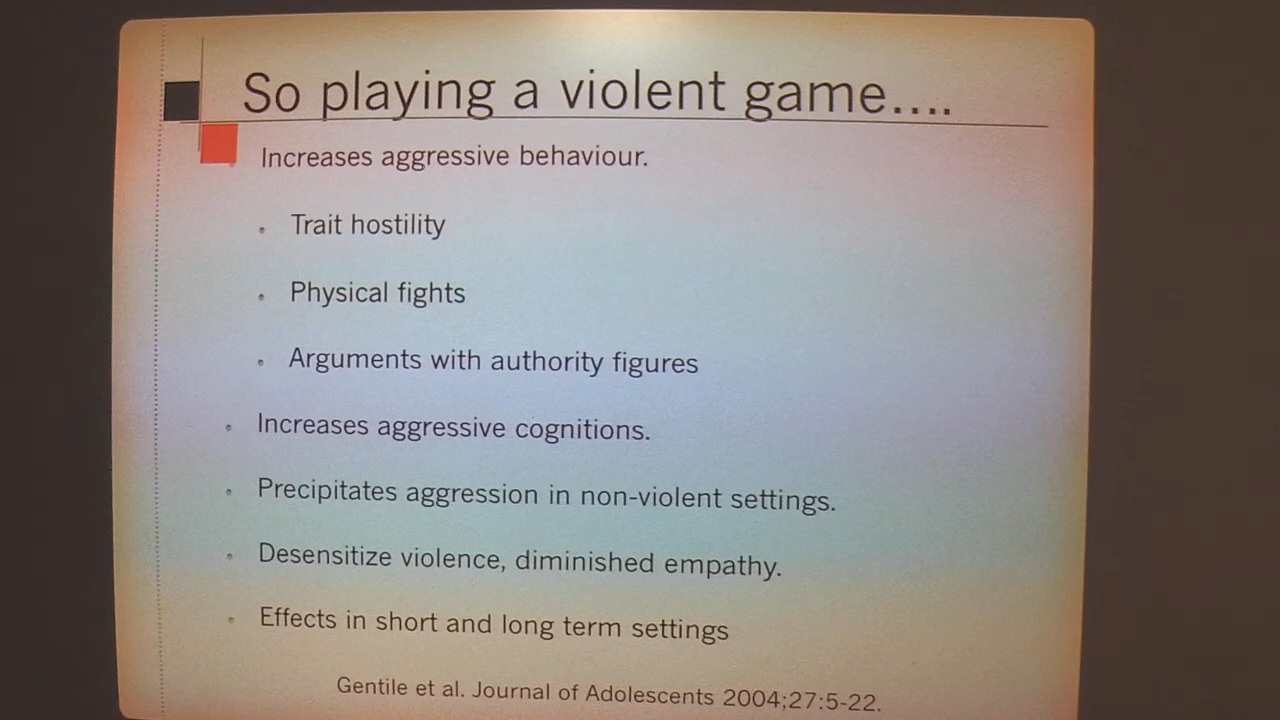 So playing a violent game....
Increases aggressive behaviour.
Trait hostility
Physical fights
Arguments with authority figures
Increases aggressive cognitions.
Precipitates aggression in non-violent settings.
Desensitize violence, diminished empathy.
Effects in short and long term settings
Gentile et al. Journal of Adolescents 2004;27:5-22.